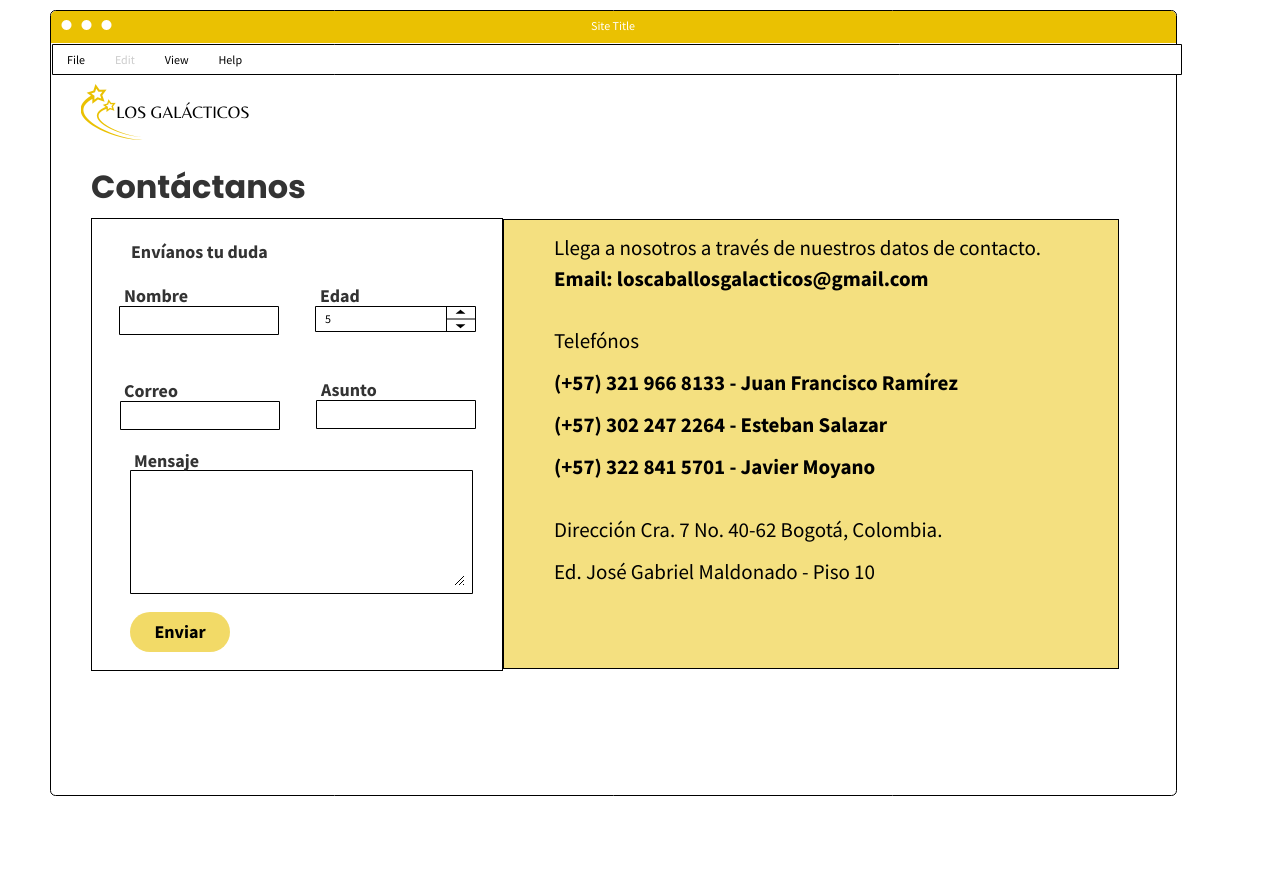 Site Title
File Edit View Help
LOS GALÁCTICOS
Contáctanos
Envíanos tu duda
Nombre Edad
5
Correo Asunto
Mensaje
Enviar
Llega a nosotros a través de nuestros datos de contacto.
Email: loscaballosgalacticos@gmail.com
Telefónos
(+57) 321 966 8133 - Juan Francisco Ramírez
(+57) 302 247 2264 - Esteban Salazar
(+57) 322 841 5701 - Javier Moyano
Dirección Cra. 7 No. 40-62 Bogotá, Colombia.
Ed. José Gabriel Maldonado - Piso 10